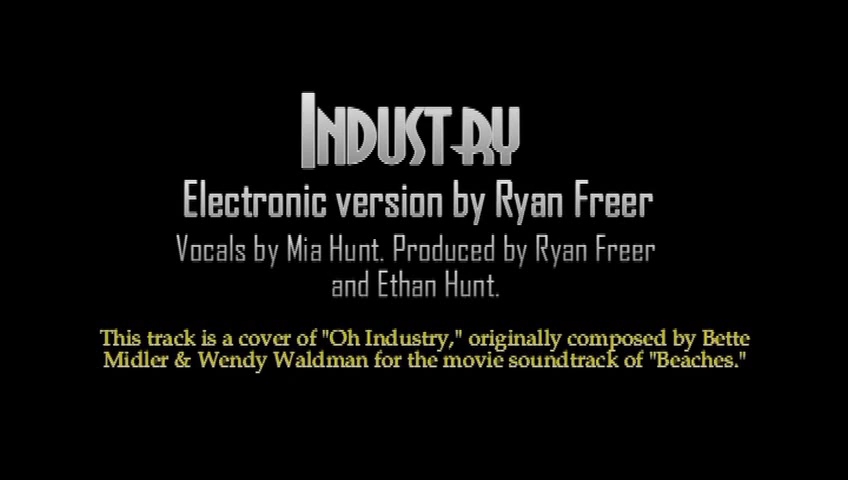 INDUSTRY
Electronic version by Ryan Freer
Vocals by Mia Hunt. Produced by Ryan Freer
and Ethan Hunt.
This track is a cover of "Oh Industry," originally composed by Bette
Midler & Wendy Waldman for the movie soundtrack of "Beaches."